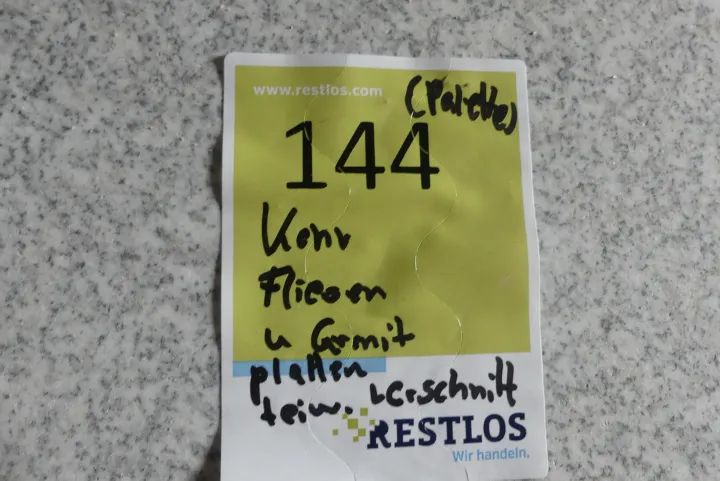 www.restlos.com
(Palette)
144
Konv
Fliesen
u Granit
platten
teilw. Verschnitt
RESTLOS
Wir handeln.